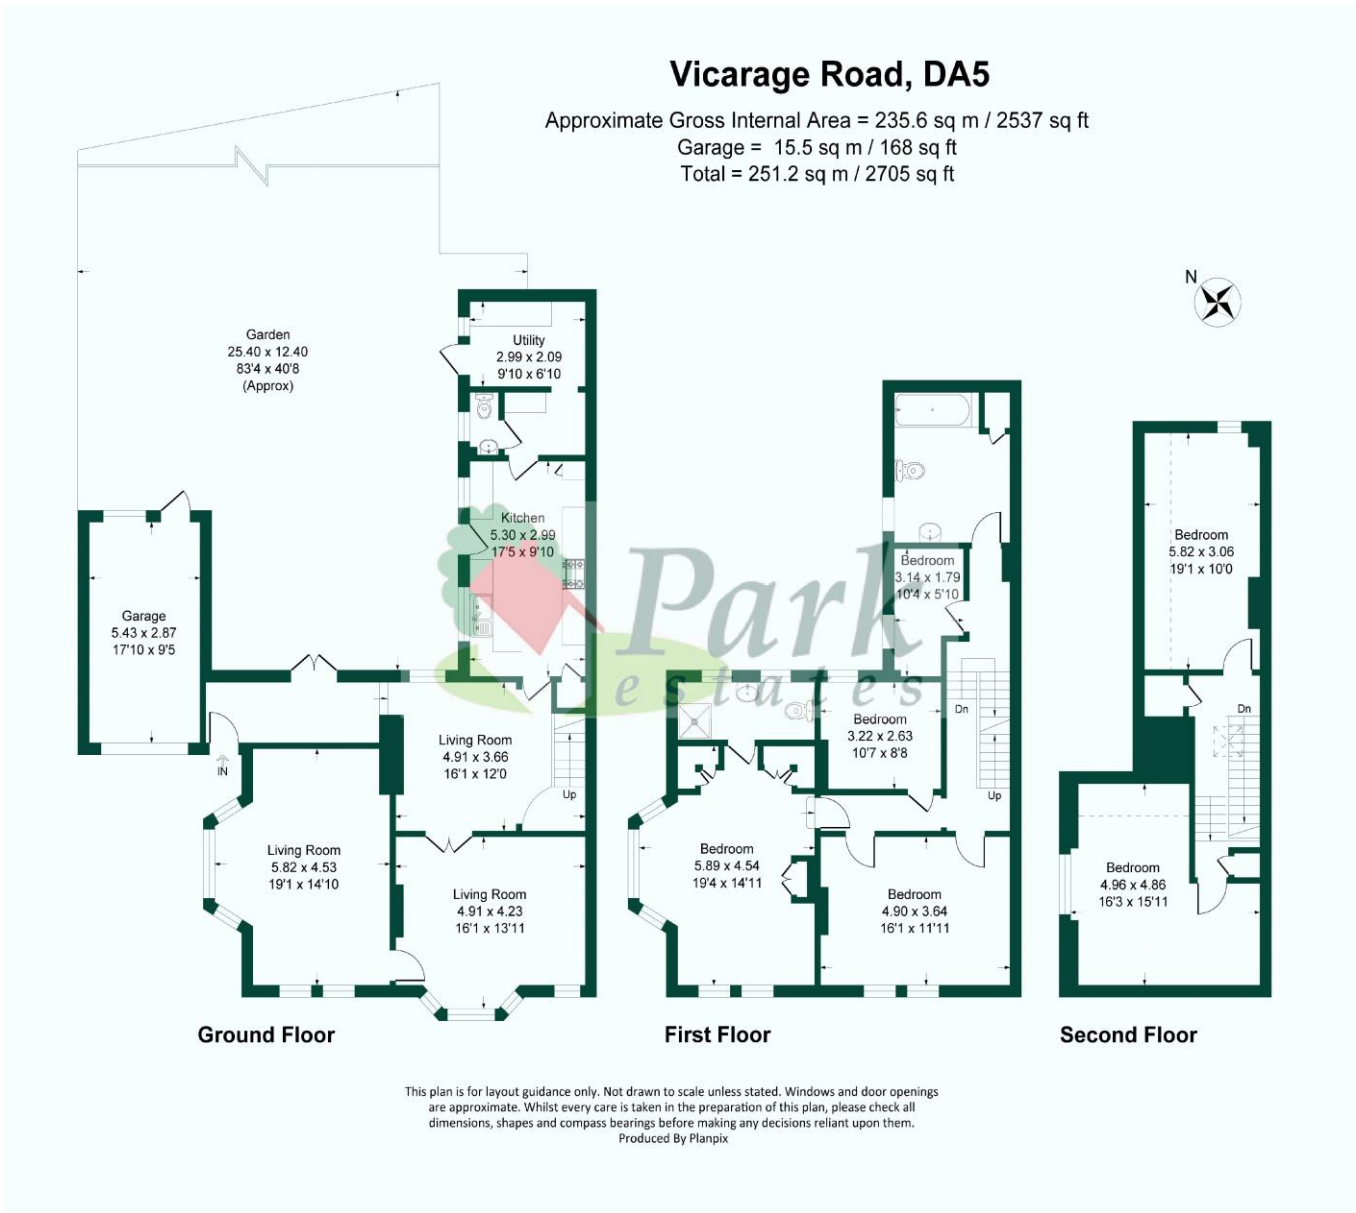 Vicarage Road, DA5
Approximate Gross Internal Area = 235.6 sq m / 2537 sq ft
Garage = 15.5 sq m / 168 sq ft
Total = 251.2 sq m / 2705 sq ft
N
Garden
25.40 x 12.40
83'4 x 40'8
(Approx)
Utility
2.99 x 2.09
9'10 x 6'10
Kitchen
5.30 x 2.99
17'5 x 9'10
Garage
5.43 x 2.87
17'10 x 9'5
IN
Living Room
4.91 x 3.66
16'1 x 12'0
Up
Living Room
5.82 x 4.53
19'1 x 14'10
Living Room
4.91 x 4.23
16'1 x 13'11
Ground Floor
Park
estates
Bedroom
3.14 x 1.79
10'4 x 5'10
Dn
Bedroom
3.22 x 2.63
10'7 x 8'8
Up
Bedroom
5.89 x 4.54
19'4 x 14'11
Bedroom
4.90 x 3.64
16'1 x 11'11
First Floor
Bedroom
5.82 x 3.06
19'1 x 10'0
Dn
Bedroom
4.96 x 4.86
16'3 x 15'11
Second Floor
This plan is for layout guidance only. Not drawn to scale unless stated. Windows and door openings
are approximate. Whilst every care is taken in the preparation of this plan, please check all
dimensions, shapes and compass bearings before making any decisions reliant upon them.
Produced By Planpix